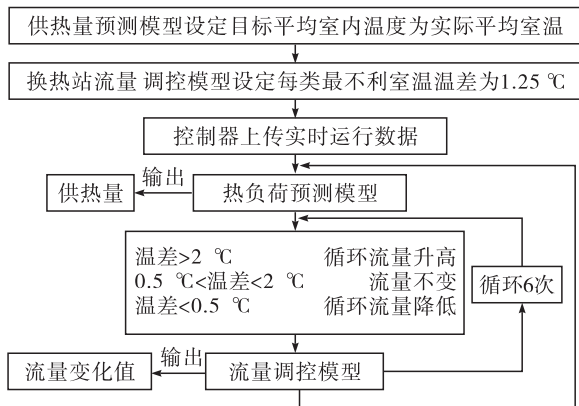 供热量预测模型设定目标平均室内温度为实际平均室温
换热站流量 调控模型设定每类最不利室温温差为1.25 ℃
控制器上传实时运行数据
供热量
输出
热负荷预测模型
温差>2 ℃ 循环流量升高
0.5 ℃<温差<2 ℃ 流量不变
温差<0.5 ℃ 循环流量降低
循环6次
流量变化值
输出
流量调控模型